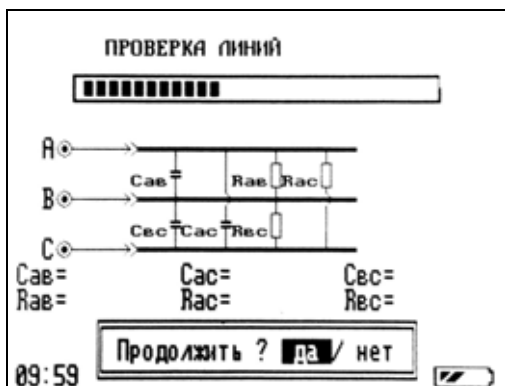 ПРОВЕРКА ЛИНИЙ
A
Cав Rав Rас
B
Cвс Cас Rвс
C
Cав= Cас= Cвс=
Rав= Rас= Rвс=
Продолжить ? да / нет
09:59